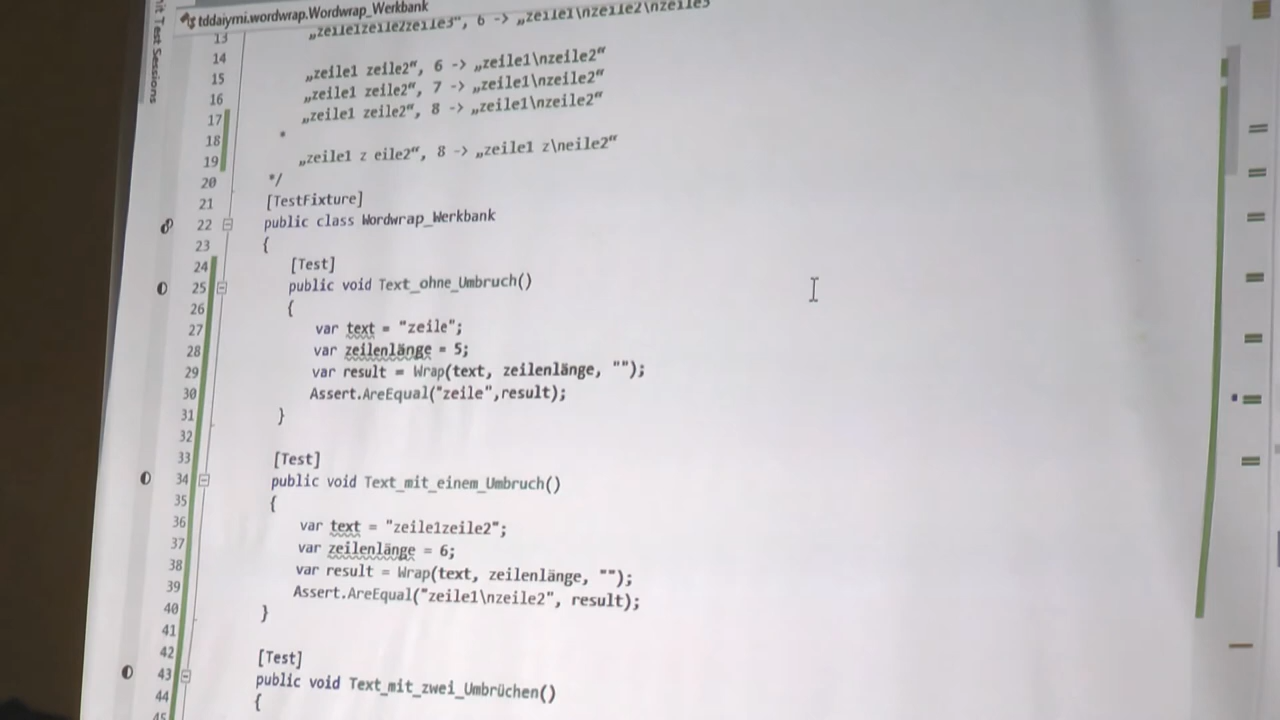 Unit Test Sessions
tddaiymi.wordwrap.Wordwrap_Werkbank
13 „zeile1zeile2zeile3“, 6 -> „zeile1\nzeile2\nzeile3
14
15 „zeile1 zeile2“, 6 -> „zeile1\nzeile2“
16 „zeile1 zeile2“, 7 -> „zeile1\nzeile2“
17 „zeile1 zeile2“, 8 -> „zeile1\nzeile2“
18 *
19 „zeile1 z eile2“, 8 -> „zeile1 z\neile2“
20 */
21 [TestFixture]
22 public class Wordwrap_Werkbank
23 {
24 [Test]
25 public void Text_ohne_Umbruch()
26 {
27 var text = "zeile";
28 var zeilenlänge = 5;
29 var result = Wrap(text, zeilenlänge, "");
30 Assert.AreEqual("zeile",result);
31 }
32
33 [Test]
34 public void Text_mit_einem_Umbruch()
35 {
36 var text = "zeile1zeile2";
37 var zeilenlänge = 6;
38 var result = Wrap(text, zeilenlänge, "");
39 Assert.AreEqual("zeile1\nzeile2", result);
40 }
41
42 [Test]
43 public void Text_mit_zwei_Umbrüchen()
44 {
45